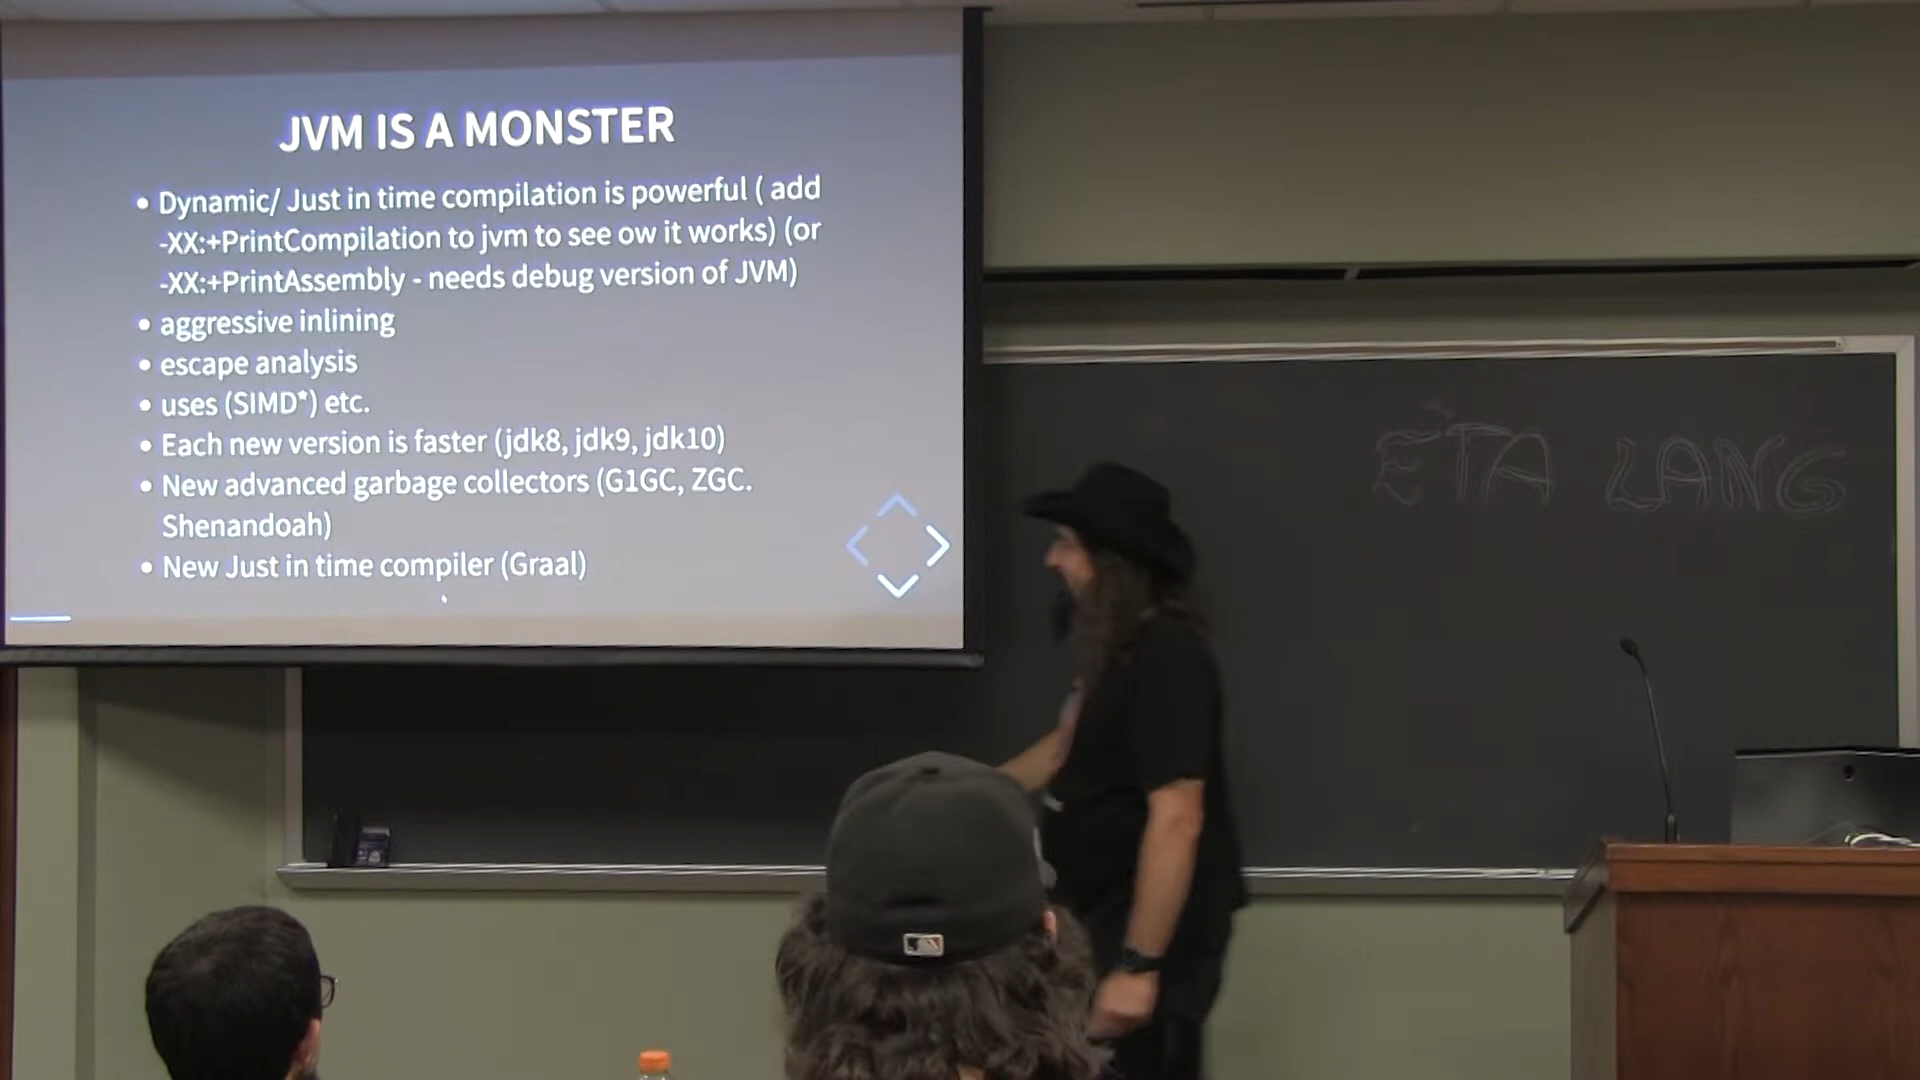 JVM IS A MONSTER
• Dynamic/ Just in time compilation is powerful ( add
-XX:+PrintCompilation to jvm to see ow it works) (or
-XX:+PrintAssembly - needs debug version of JVM)
• aggressive inlining
• escape analysis
• uses (SIMD*) etc.
• Each new version is faster (jdk8, jdk9, jdk10)
• New advanced garbage collectors (G1GC, ZGC.
Shenandoah)
• New Just in time compiler (Graal)
ETA LANG